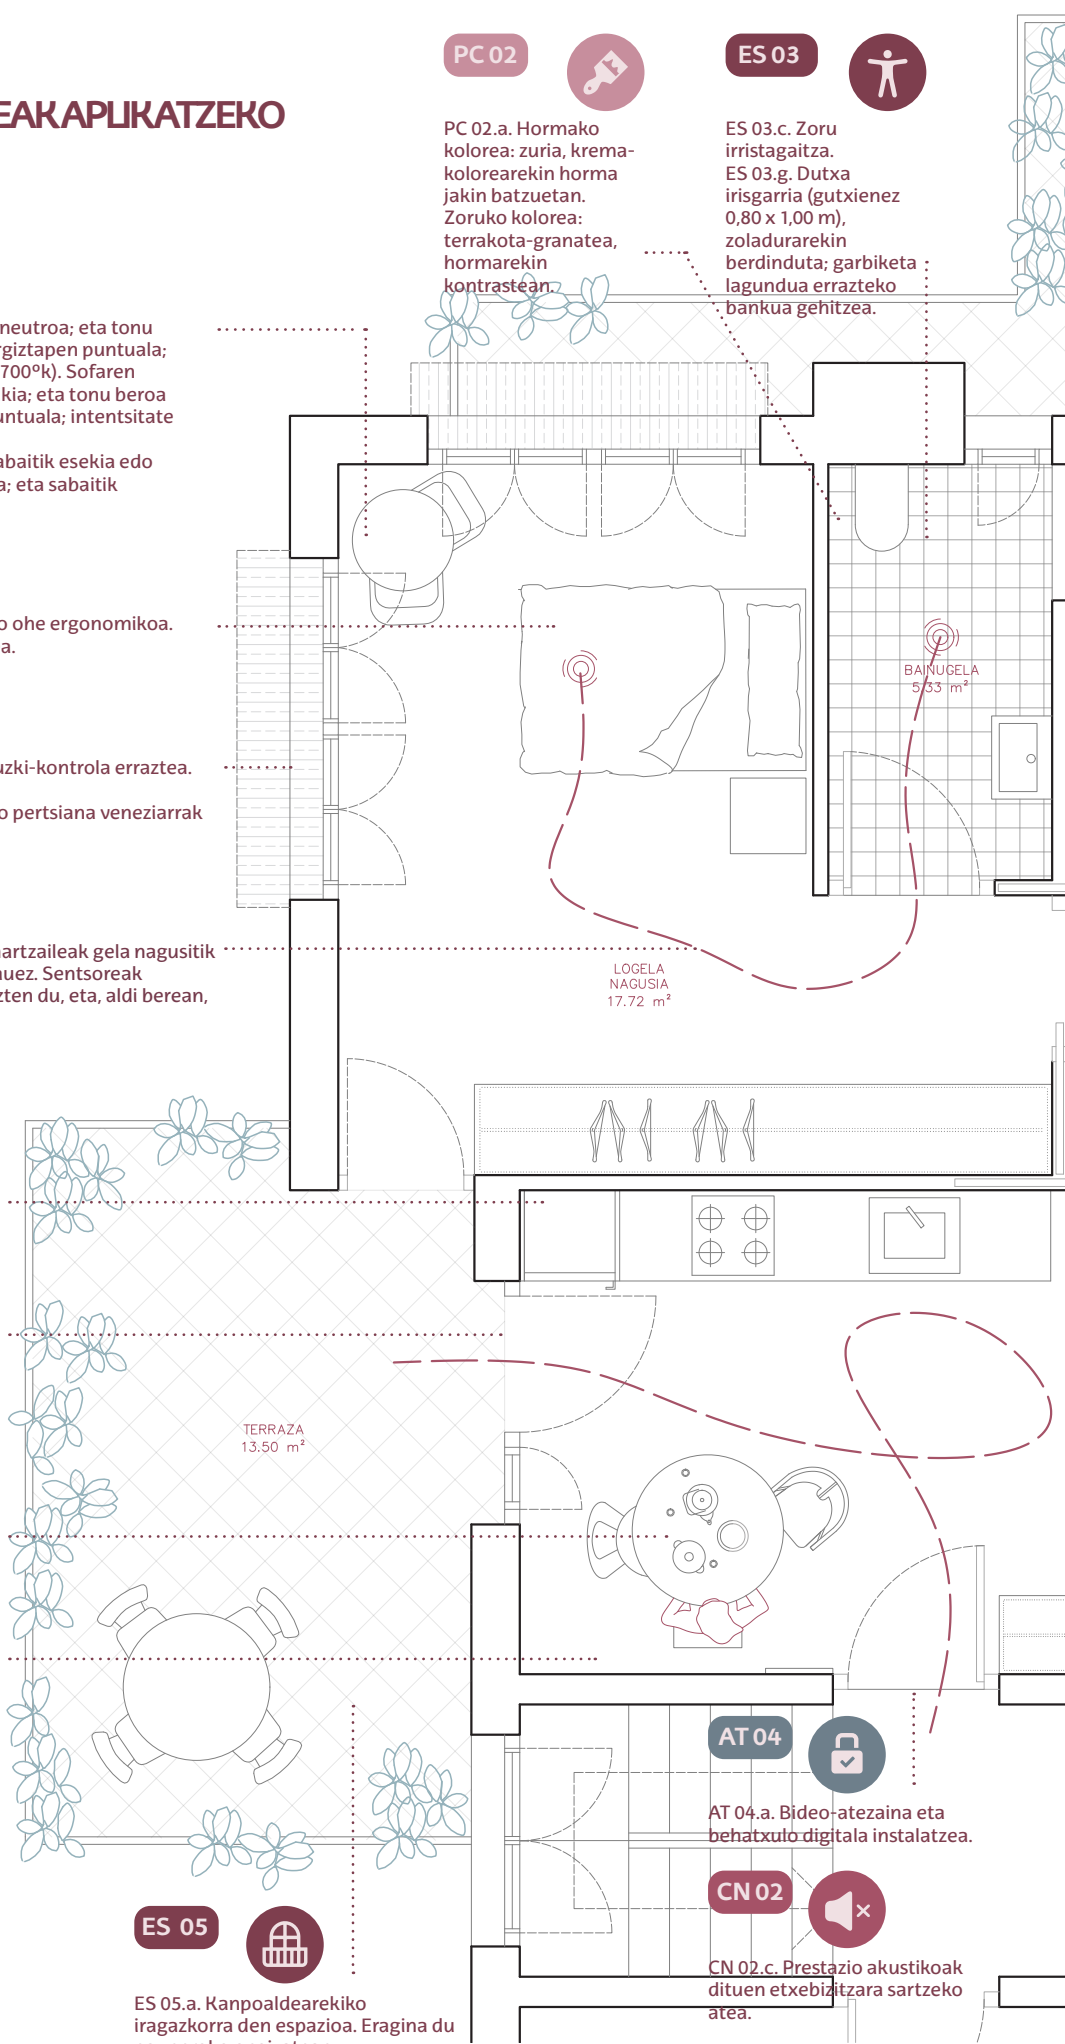 EAK APLIKATZEKO
PC 02
PC 02.a. Hormako
kolorea: zuria, krema-
kolorearekin horma
jakin batzuetan.
Zoruko kolorea:
terrakota-granatea,
hormarekin
kontrastean.
ES 03
ES 03.c. Zoru
irristagaitza.
ES 03.g. Dutxa
irisgarria (gutxienez
0,80 x 1,00 m),
zoladurarekin
berdinduta; garbiketa
lagundua errazteko
bankua gehitzea.
neutroa; eta tonu
rgiztapen puntuala;
700ºk). Sofaren
kia; eta tonu beroa
untuala; intentsitate
abaitik esekia edo
a; eta sabaitik
o ohe ergonomikoa.
a.
uzki-kontrola erraztea.
o pertsiana veneziarrak
artzaileak gela nagusitik
uez. Sentsoreak
zten du, eta, aldi berean,
BAINUGELA
5.33 m²
LOGELA
NAGUSIA
17.72 m²
TERRAZA
13.50 m²
AT 04
AT 04.a. Bideo-atezaina eta
behatxulo digitala instalatzea.
CN 02
CN 02.c. Prestazio akustikoak
dituen etxebizitzara sartzeko
atea.
ES 05
ES 05.a. Kanpoaldearekiko
iragazkorra den espazioa. Eragina du